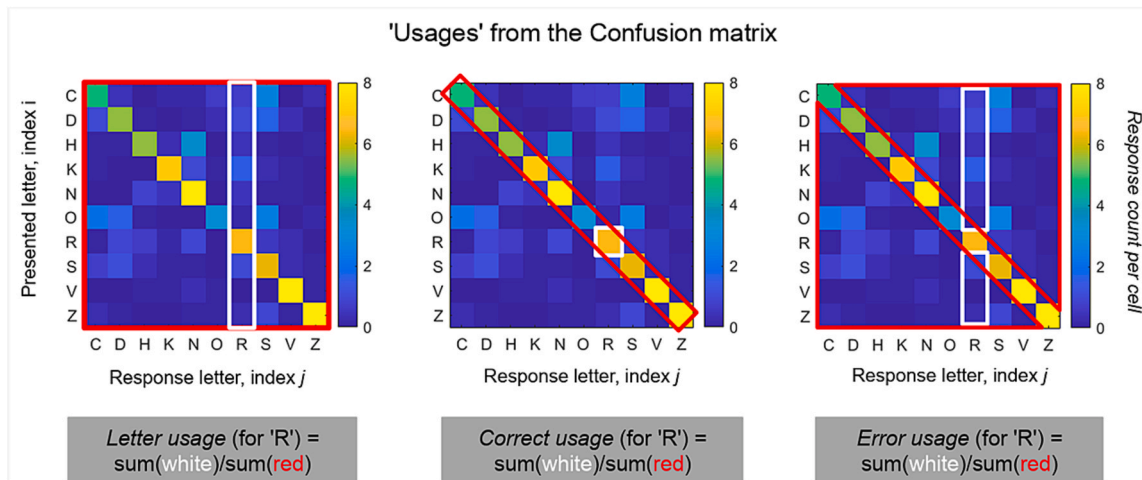 'Usages' from the Confusion matrix
Presented letter, index i
C
D
H
K
N
O
R
S
V
Z
C D H K N O R S V Z
Response letter, index j
8
6
4
2
0
C
D
H
K
N
O
R
S
V
Z
C D H K N O R S V Z
Response letter, index j
8
6
4
2
0
C
D
H
K
N
O
R
S
V
Z
C D H K N O R S V Z
Response letter, index j
8
6
4
2
0
Response count per cell
Letter usage (for 'R') =
sum(white)/sum(red)
Correct usage (for 'R') =
sum(white)/sum(red)
Error usage (for 'R') =
sum(white)/sum(red)